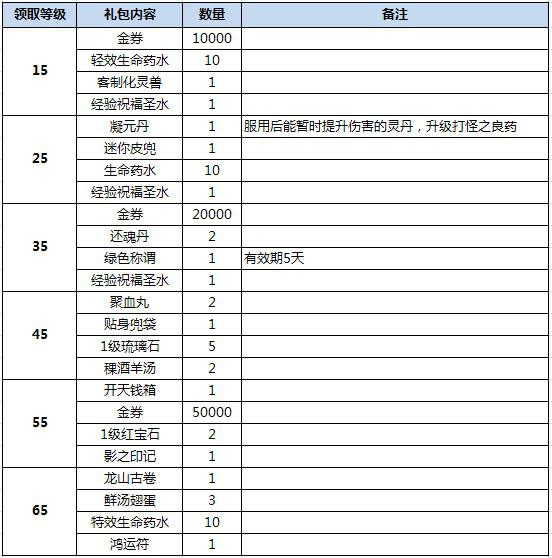 领取等级 礼包内容 数量 备注
15 金券 10000
轻效生命药水 10
客制化灵兽 1
经验祝福圣水 1
25 凝元丹 1 服用后能暂时提升伤害的灵丹，升级打怪之良药
迷你皮兜 1
生命药水 10
经验祝福圣水 1
35 金券 20000
还魂丹 2
绿色称谓 1 有效期5天
经验祝福圣水 1
45 聚血丸 2
贴身兜袋 1
1级琉璃石 5
稞酒羊汤 2
55 开天钱箱 1
金券 50000
1级红宝石 2
影之印记 1
65 龙山古卷 1
鲜汤翅蛋 3
特效生命药水 10
鸿运符 1